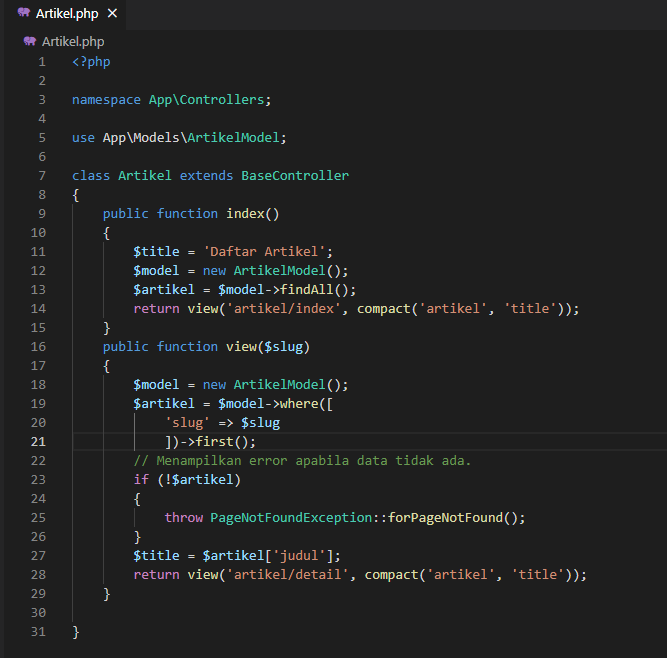 Artikel.php ×
Artikel.php
1 <?php
2
3 namespace App\Controllers;
4
5 use App\Models\ArtikelModel;
6
7 class Artikel extends BaseController
8 {
9     public function index()
10     {
11         $title = 'Daftar Artikel';
12         $model = new ArtikelModel();
13         $artikel = $model->findAll();
14         return view('artikel/index', compact('artikel', 'title'));
15     }
16     public function view($slug)
17     {
18         $model = new ArtikelModel();
19         $artikel = $model->where([
20             'slug' => $slug
21             ])->first();
22         // Menampilkan error apabila data tidak ada.
23         if (!$artikel)
24         {
25             throw PageNotFoundException::forPageNotFound();
26         }
27         $title = $artikel['judul'];
28         return view('artikel/detail', compact('artikel', 'title'));
29     }
30
31 }